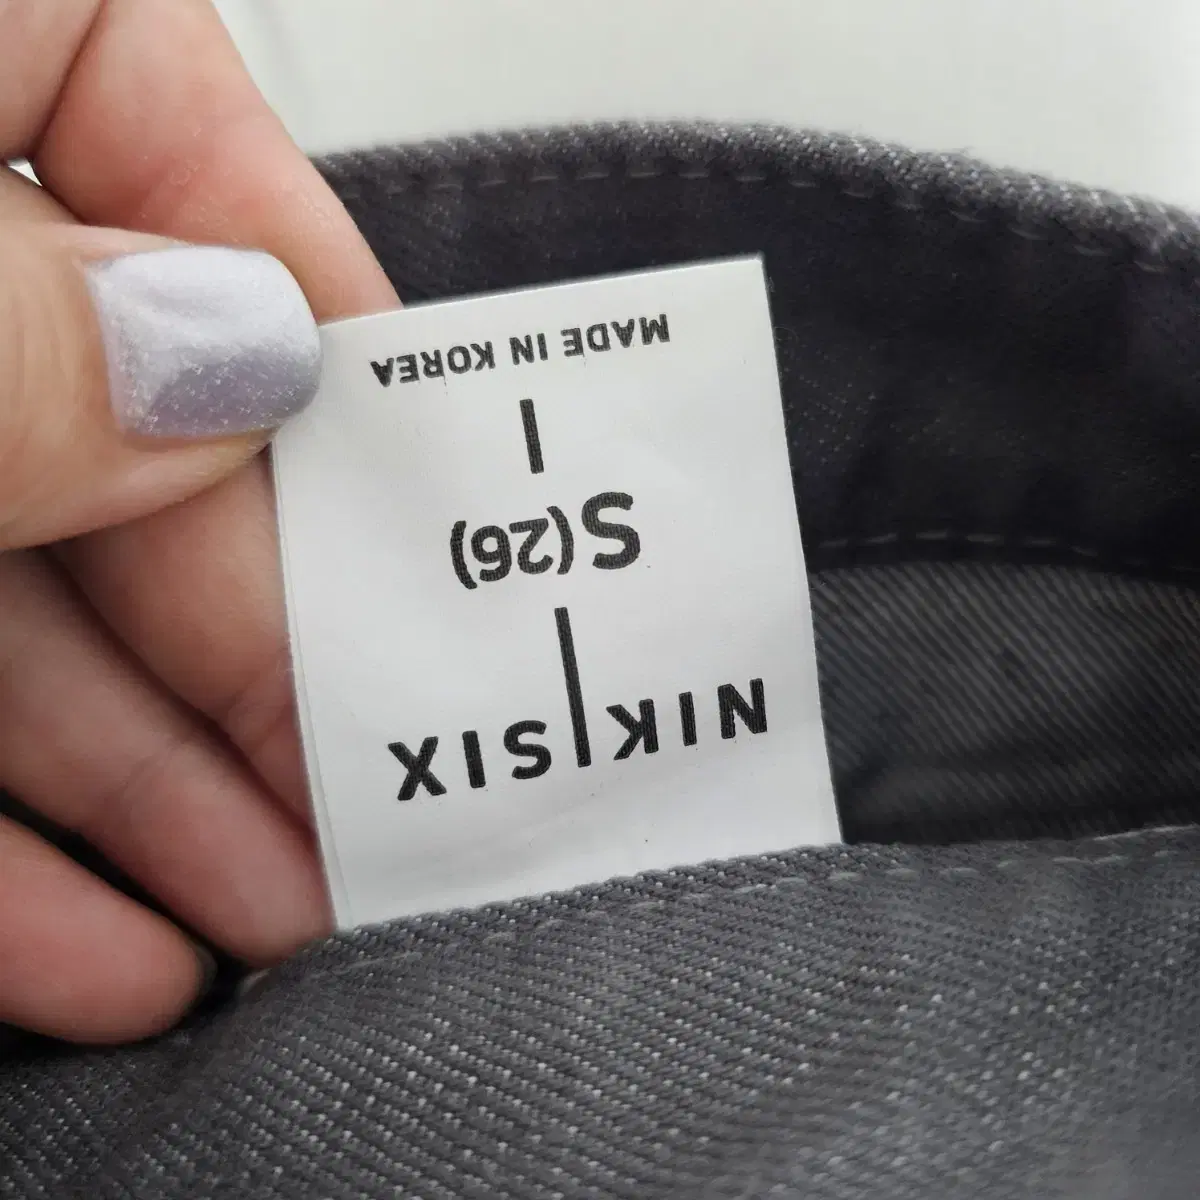 NIK|SIX
S(26)
MADE IN KOREA